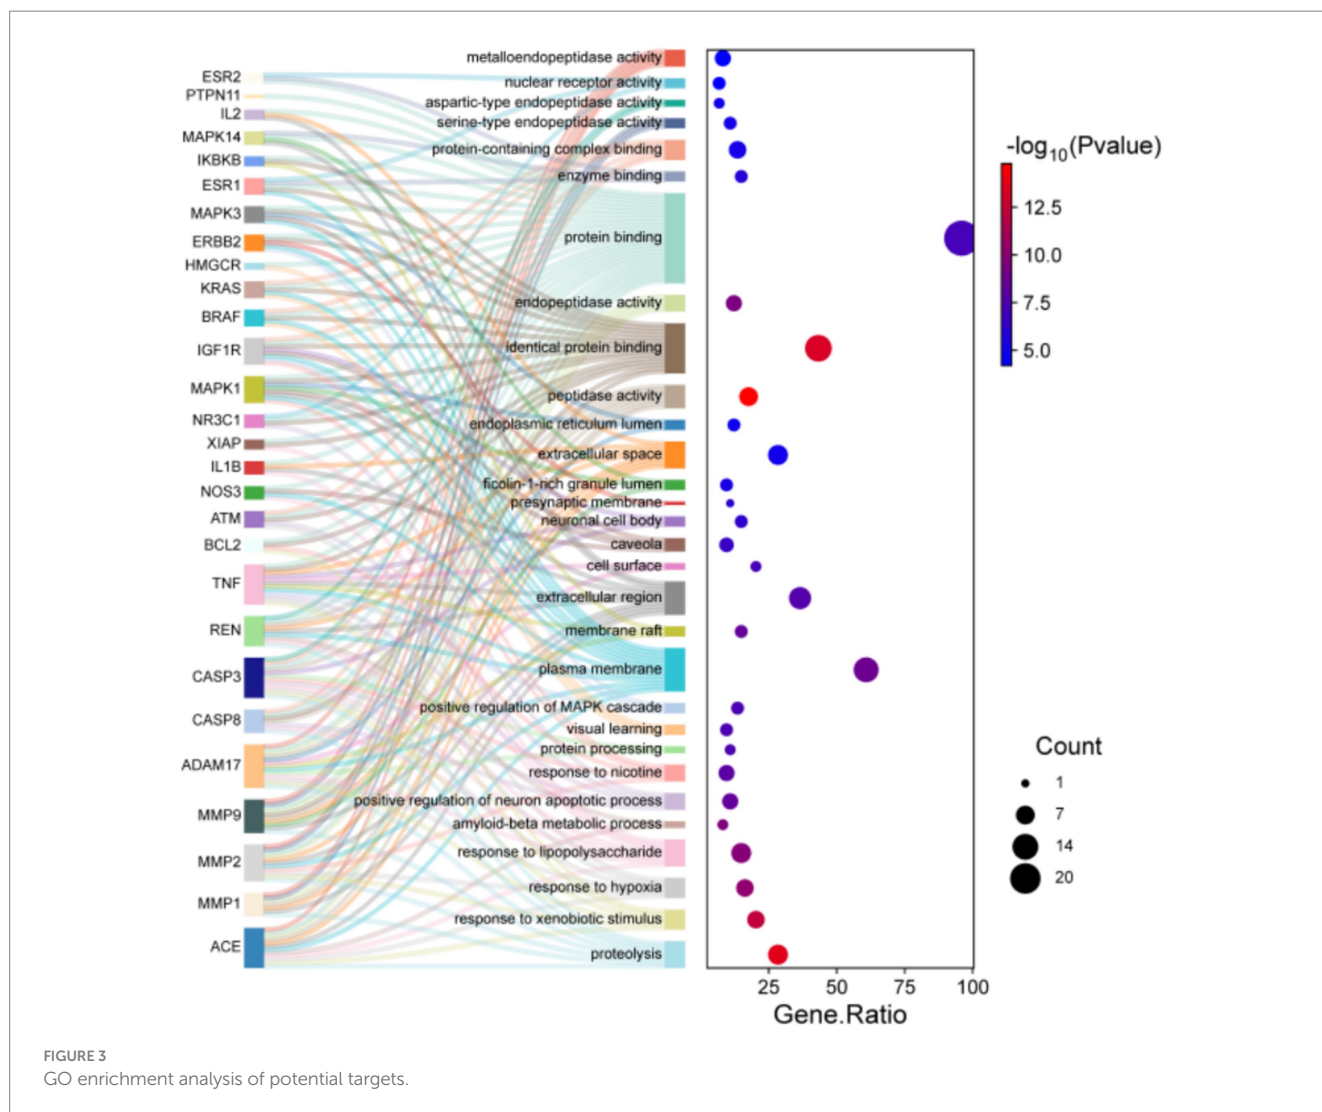 ESR2
PTPN11
IL2
MAPK14
IKBKB
ESR1
MAPK3
ERBB2
HMGCR
KRAS
BRAF
IGF1R
MAPK1
NR3C1
XIAP
IL1B
NOS3
ATM
BCL2
TNF
REN
CASP3
CASP8
ADAM17
MMP9
MMP2
MMP1
ACE
metalloendopeptidase activity
nuclear receptor activity
aspartic-type endopeptidase activity
serine-type endopeptidase activity
protein-containing complex binding
enzyme binding
protein binding
endopeptidase activity
identical protein binding
peptidase activity
endoplasmic reticulum lumen
extracellular space
ficolin-1-rich granule lumen
presynaptic membrane
neuronal cell body
caveola
cell surface
extracellular region
membrane raft
plasma membrane
positive regulation of MAPK cascade
visual learning
protein processing
response to nicotine
positive regulation of neuron apoptotic process
amyloid-beta metabolic process
response to lipopolysaccharide
response to hypoxia
response to xenobiotic stimulus
proteolysis
25 50 75 100
Gene.Ratio
-log10(Pvalue)
12.5
10.0
7.5
5.0
Count
1
7
14
20
FIGURE 3
GO enrichment analysis of potential targets.